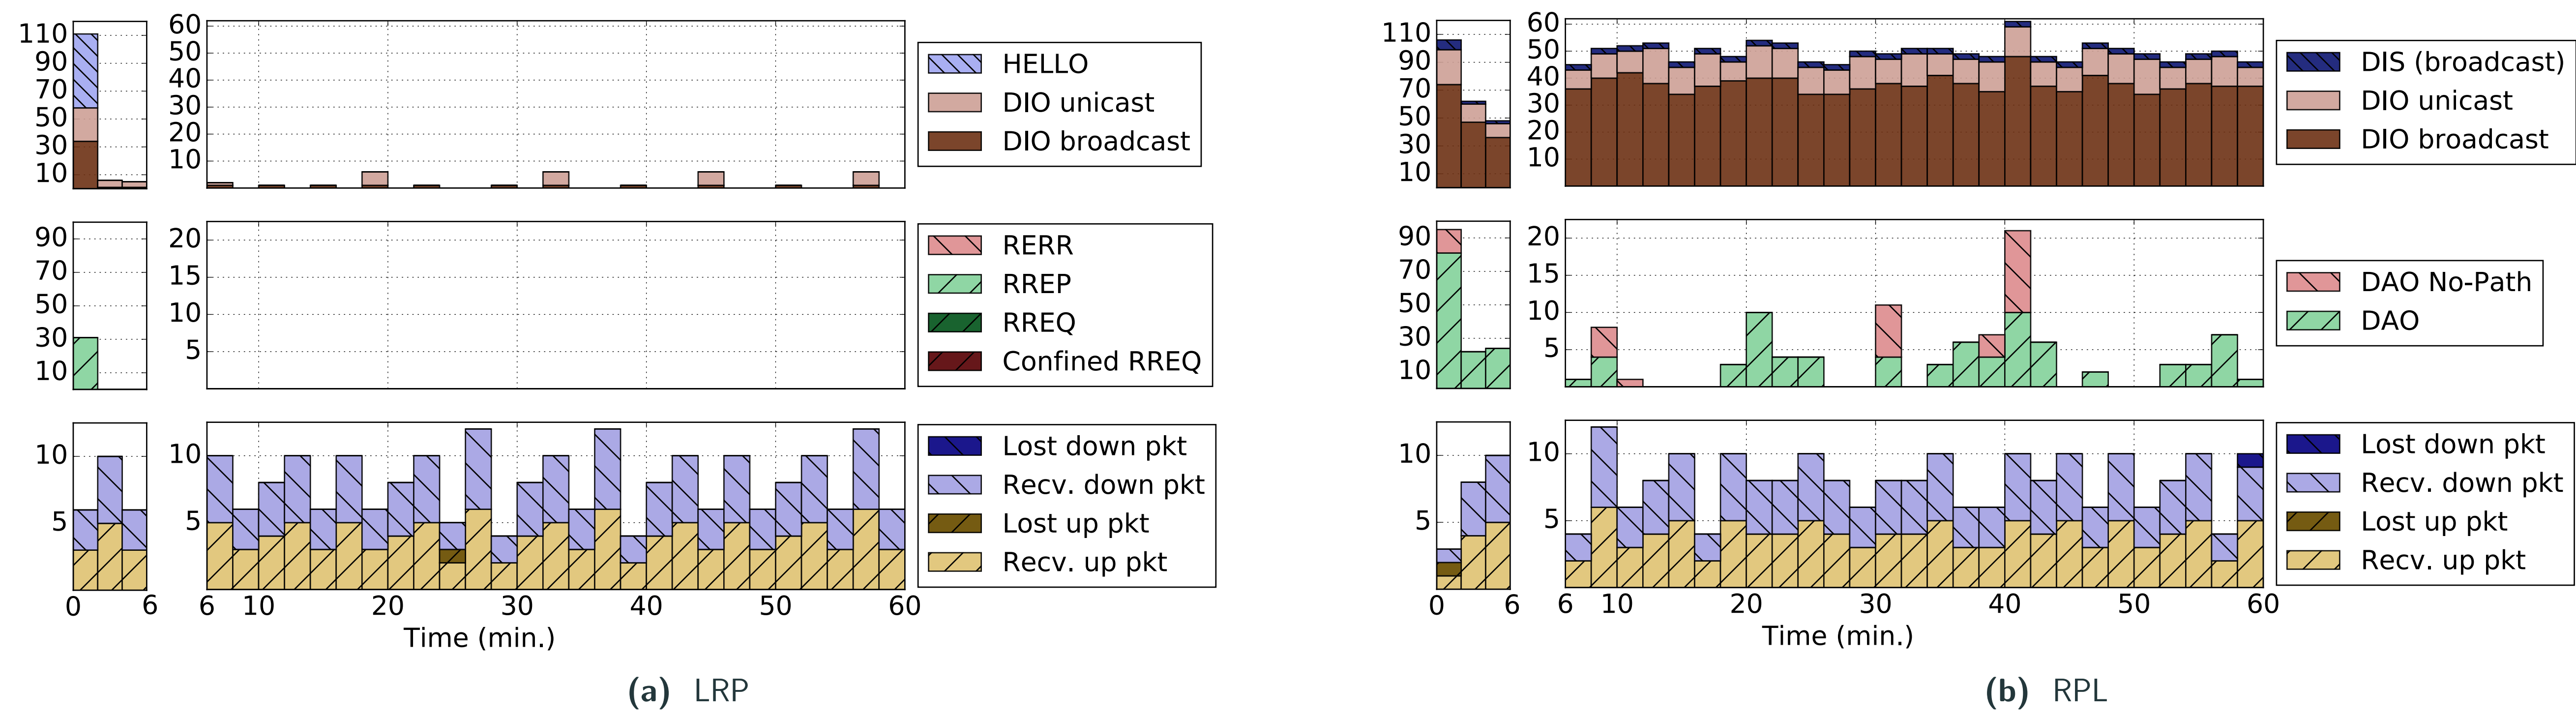 110
90
70
50
30
10
60
50
40
30
20
10
HELLO
DIO unicast
DIO broadcast
90
70
50
30
10
20
15
10
5
RERR
RREP
RREQ
Confined RREQ
10
5
10
5
Lost down pkt
Recv. down pkt
Lost up pkt
Recv. up pkt
0 6 6 10 20 30 40 50 60
Time (min.)
(a) LRP
110
90
70
50
30
10
60
50
40
30
20
10
DIS (broadcast)
DIO unicast
DIO broadcast
90
70
50
30
10
20
15
10
5
DAO No-Path
DAO
10
5
10
5
Lost down pkt
Recv. down pkt
Lost up pkt
Recv. up pkt
0 6 6 10 20 30 40 50 60
Time (min.)
(b) RPL